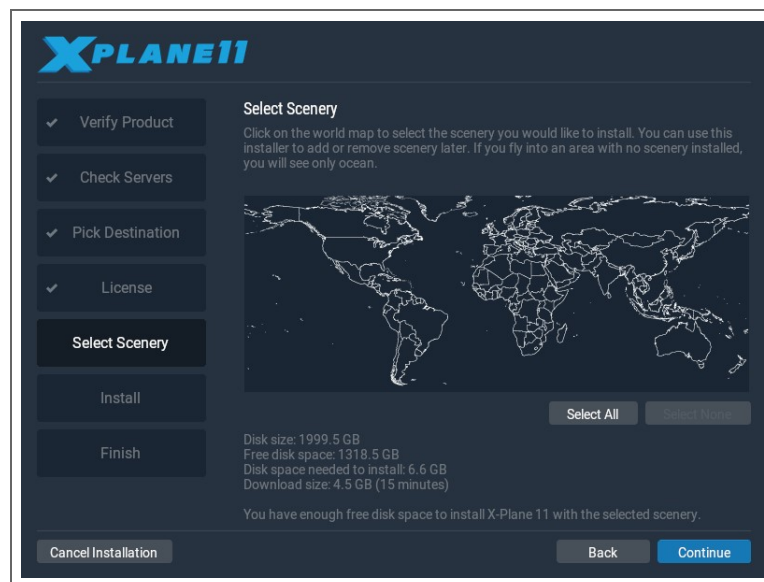 XPLANE11
Verify Product
Check Servers
Pick Destination
License
Select Scenery
Install
Finish
Select Scenery
Click on the world map to select the scenery you would like to install. You can use this
installer to add or remove scenery later. If you fly into an area with no scenery installed,
you will see only ocean.
Select All
Select None
Disk size: 1999.5 GB
Free disk space: 1318.5 GB
Disk space needed to install: 6.6 GB
Download size: 4.5 GB (15 minutes)
You have enough free disk space to install X-Plane 11 with the selected scenery.
Cancel Installation
Back
Continue